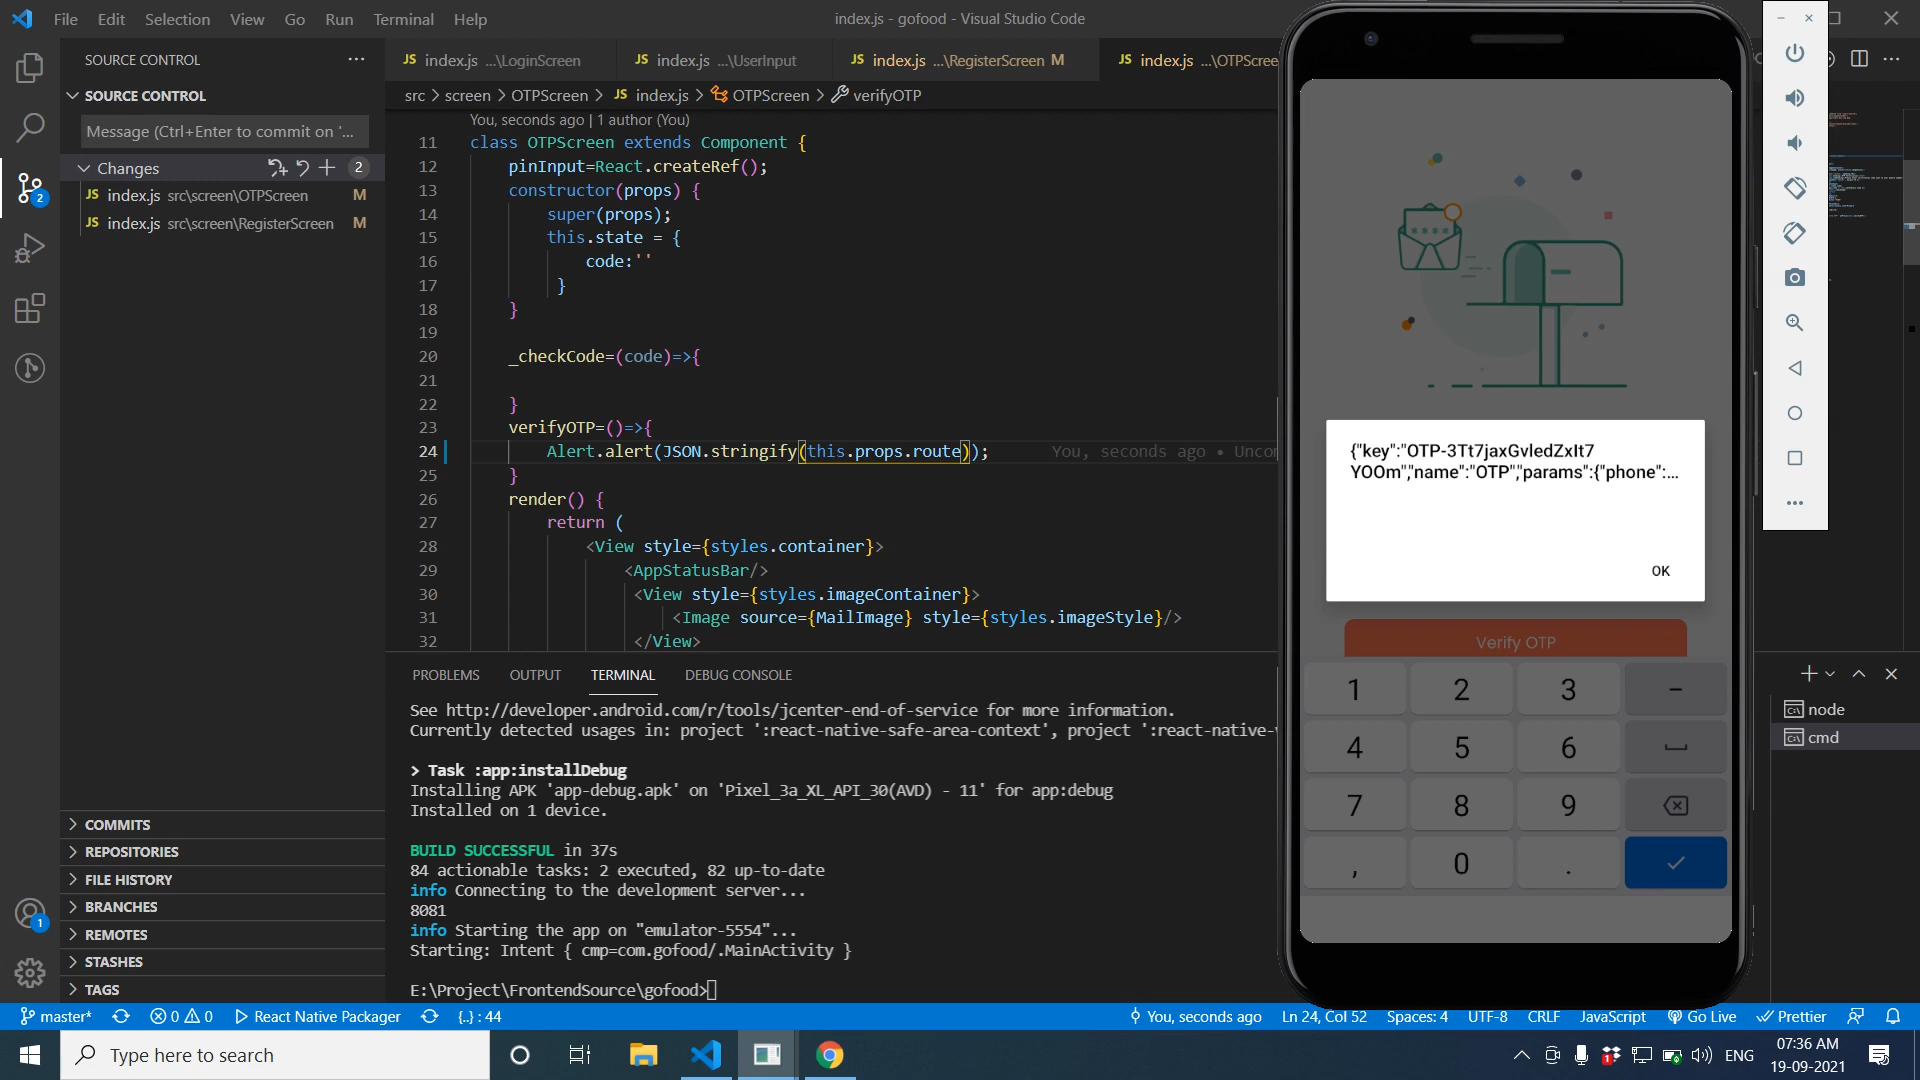 File Edit Selection View Go Run Terminal Help
index.js - gofood - Visual Studio Code
SOURCE CONTROL
SOURCE CONTROL
Message (Ctrl+Enter to commit on '...
Changes 2
JS index.js src\screen\OTPScreen M
JS index.js src\screen\RegisterScreen M
COMMITS
REPOSITORIES
FILE HISTORY
BRANCHES
REMOTES
STASHES
TAGS
2
1
JS index.js ...\LoginScreen
JS index.js ...\UserInput
JS index.js ...\RegisterScreen M
JS index.js ...\OTPScree
src > screen > OTPScreen > JS index.js > OTPScreen > verifyOTP
You, seconds ago | 1 author (You)
11 class OTPScreen extends Component {
12 pinInput=React.createRef();
13 constructor(props) {
14 super(props);
15 this.state = {
16 code:''
17 }
18 }
19
20 _checkCode=(code)=>{
21
22 }
23 verifyOTP=()=>{
24 Alert.alert(JSON.stringify(this.props.route)); You, seconds ago • Uncon
25 }
26 render() {
27 return (
28 <View style={styles.container}>
29 <AppStatusBar/>
30 <View style={styles.imageContainer}>
31 <Image source={MailImage} style={styles.imageStyle}/>
32 </View>
PROBLEMS OUTPUT TERMINAL DEBUG CONSOLE
See http://developer.android.com/r/tools/jcenter-end-of-service for more information.
Currently detected usages in: project ':react-native-safe-area-context', project ':react-native-
> Task :app:installDebug
Installing APK 'app-debug.apk' on 'Pixel_3a_XL_API_30(AVD) - 11' for app:debug
Installed on 1 device.
BUILD SUCCESSFUL in 37s
84 actionable tasks: 2 executed, 82 up-to-date
info Connecting to the development server...
8081
info Starting the app on "emulator-5554"...
Starting: Intent { cmp=com.gofood/.MainActivity }
E:\Project\FrontendSource\gofood>
node
cmd
{"key":"OTP-3Tt7jaxGvledZxIt7
YOOm","name":"OTP","params":{"phone":...
OK
Verify OTP
1 2 3 −
4 5 6
7 8 9
, 0 .
master* 0 0 React Native Packager {..} : 44
You, seconds ago Ln 24, Col 52 Spaces: 4 UTF-8 CRLF JavaScript Go Live Prettier
Type here to search
1
ENG
07:36 AM
19-09-2021